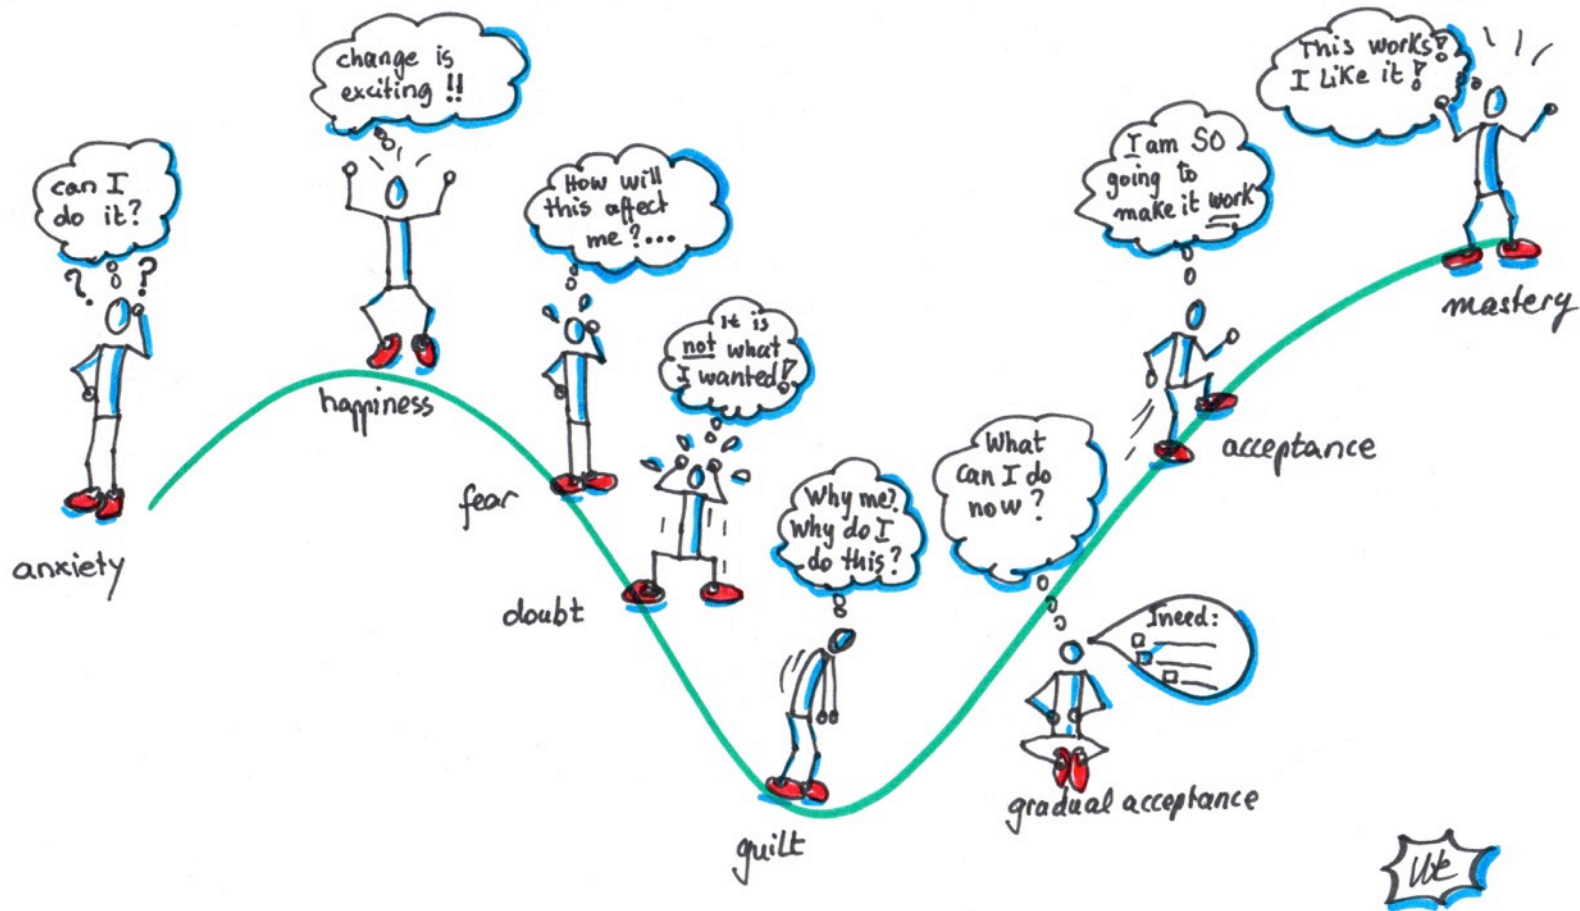 can I
do it?
?
?
anxiety
change is
exciting !!
happiness
How will
this affect
me?...
fear
It is
not what
I wanted!
doubt
Why me?
Why do I
do this?
guilt
What
can I do
now?
I need:
gradual acceptance
I am SO
going to
make it work
acceptance
This works!
I Like it!
mastery
Ute